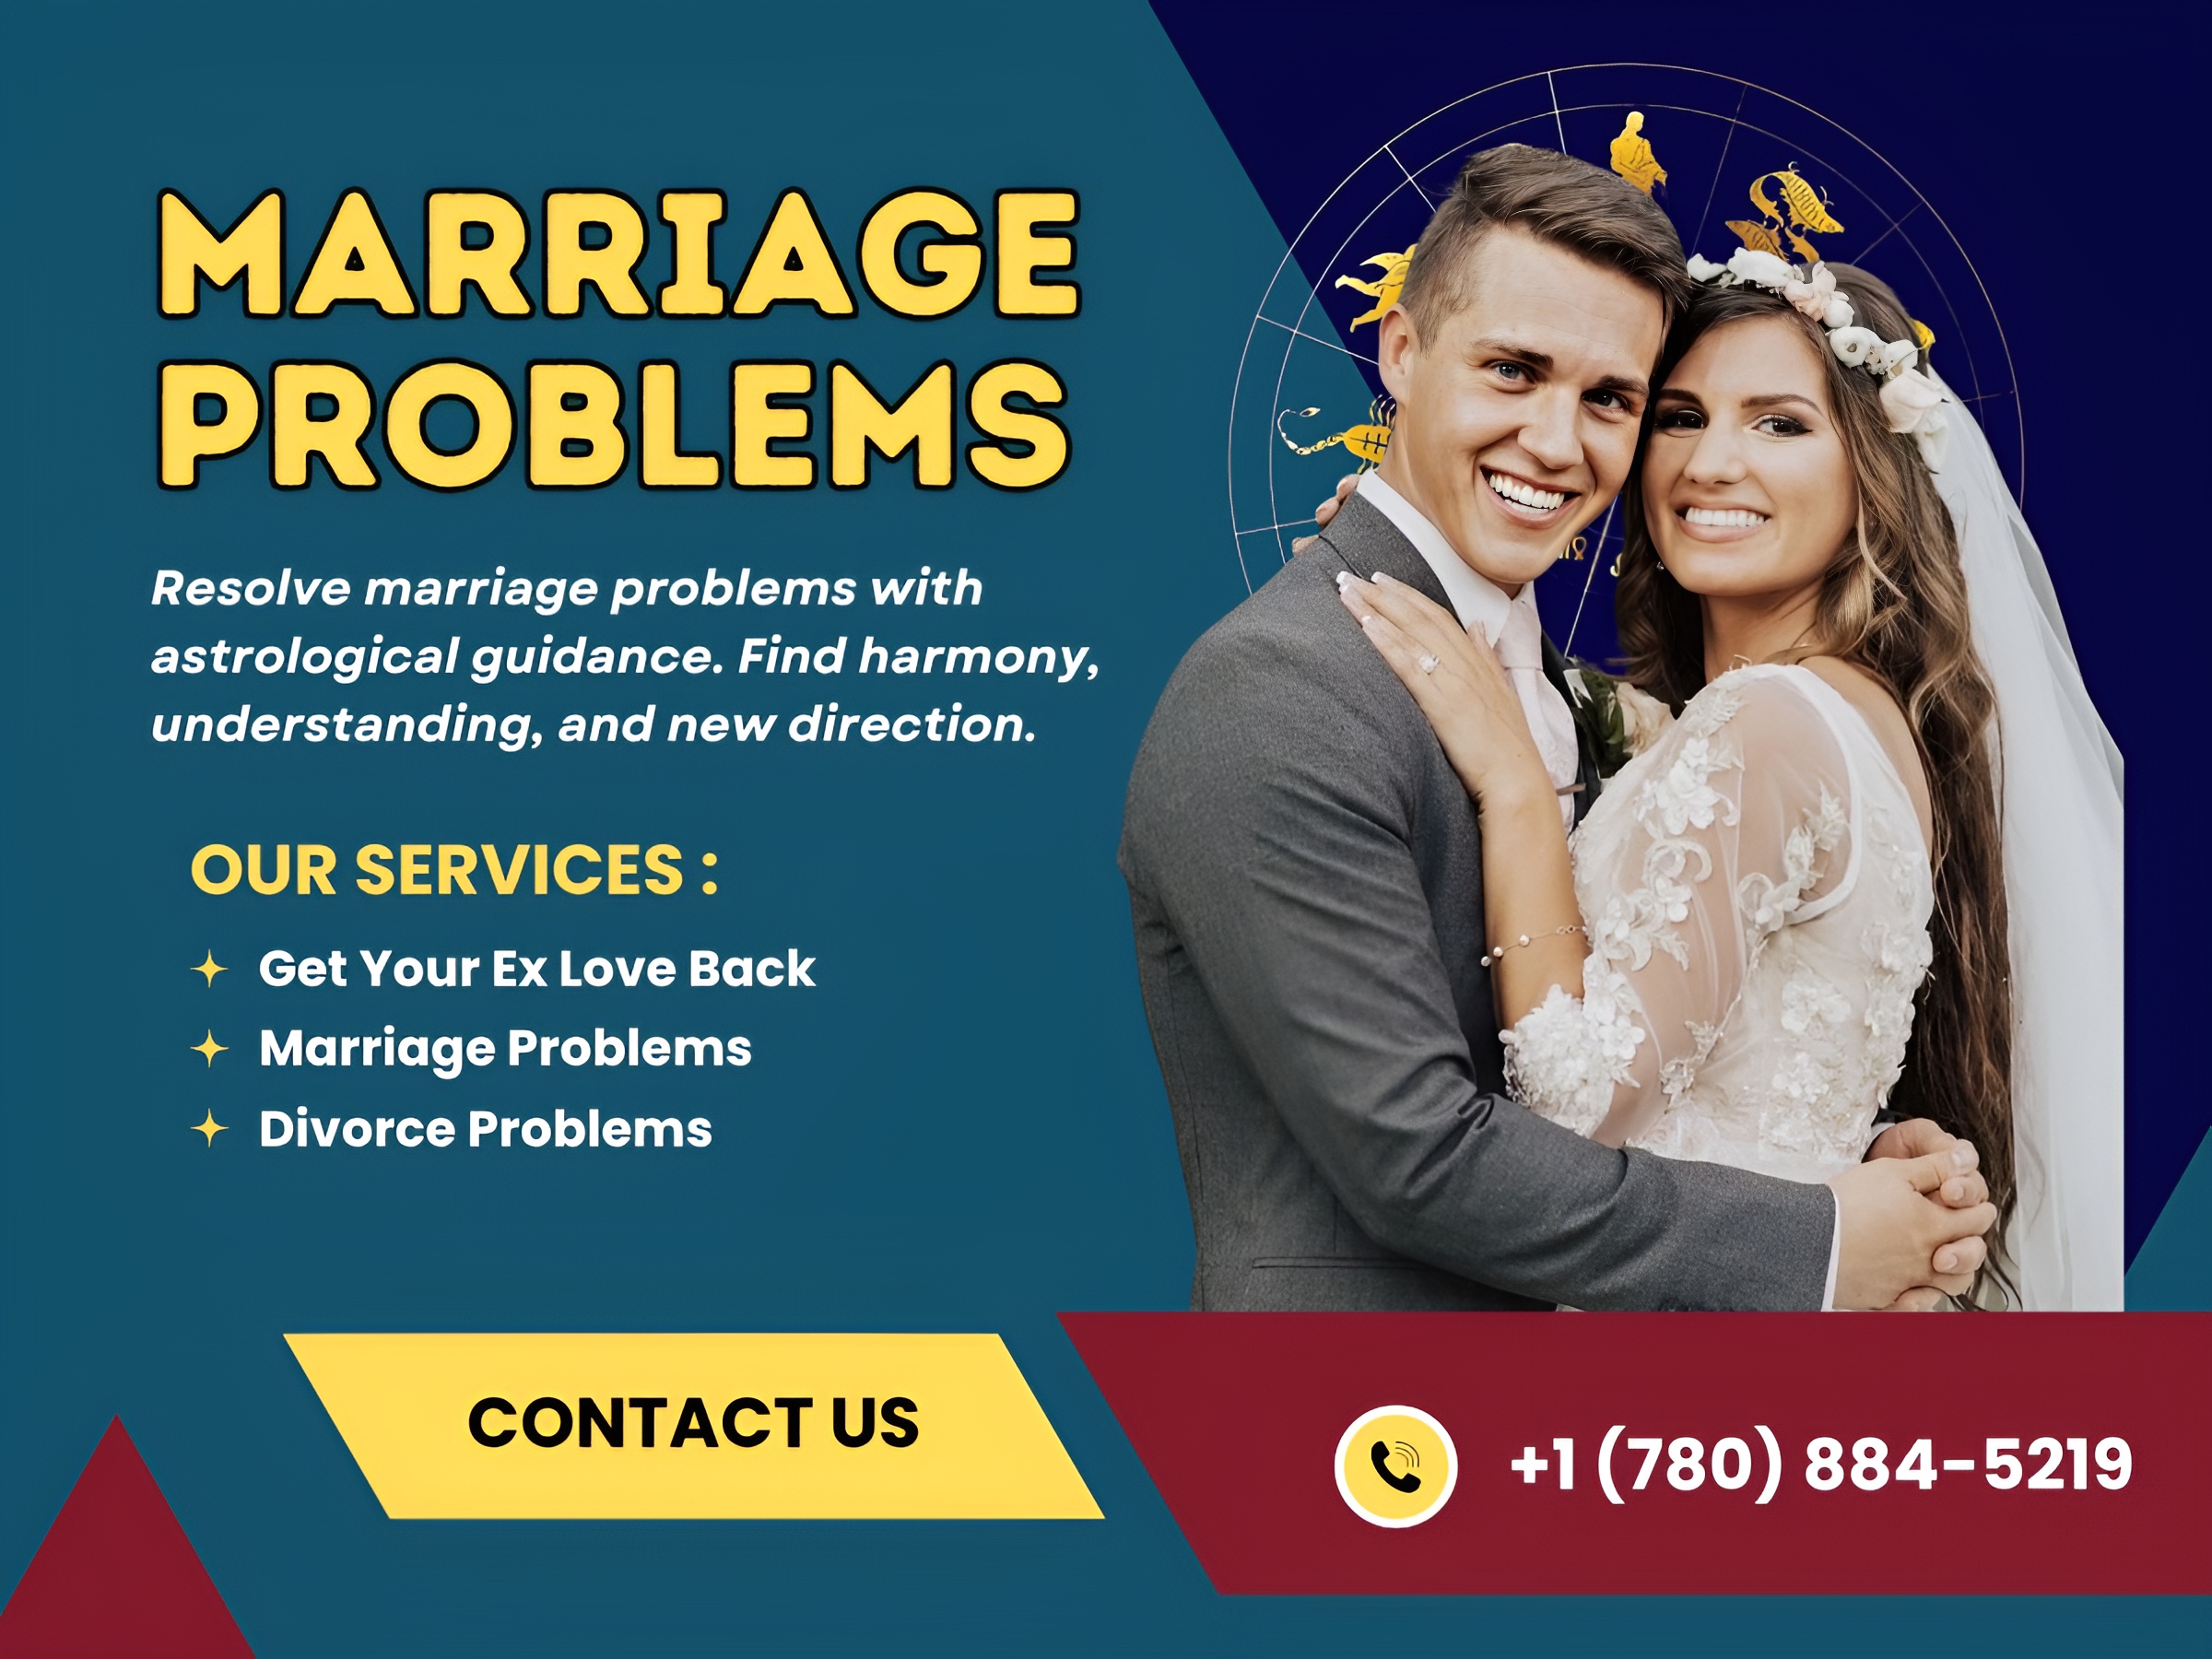 MARRIAGE
PROBLEMS
Resolve marriage problems with
astrological guidance. Find harmony,
understanding, and new direction.
OUR SERVICES :
Get Your Ex Love Back
Marriage Problems
Divorce Problems
CONTACT US
+1 (780) 884-5219